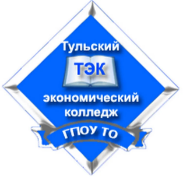 Тульский
ТЭК
экономический
колледж
ГПОУ ТО